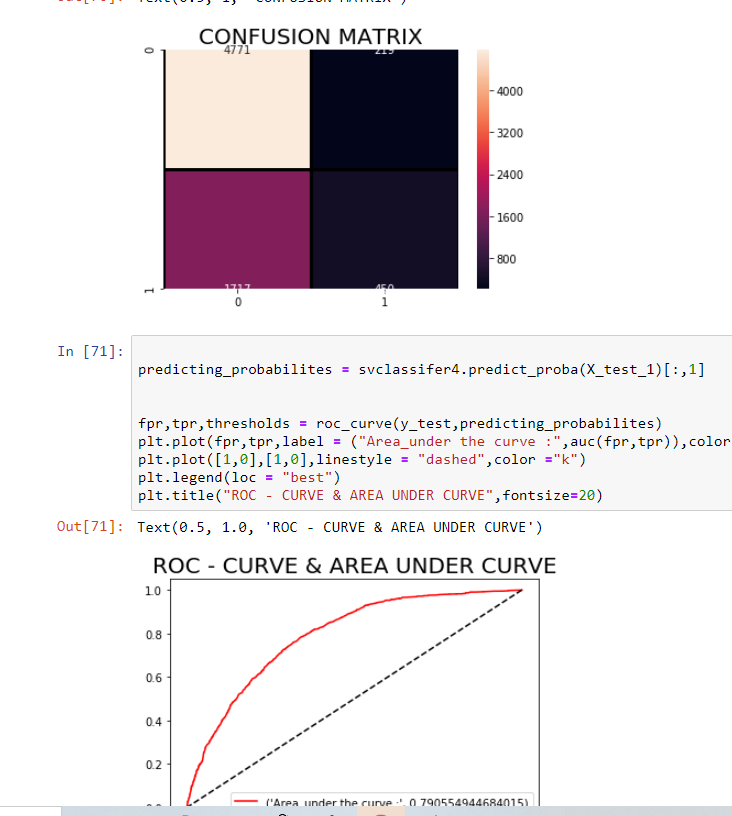 CONFUSION MATRIX
0
4771
219
4000
3200
2400
1600
800
1
1717
450
0
1
In [71]:
predicting_probabilites = svclassifer4.predict_proba(X_test_1)[:,1]
fpr,tpr,thresholds = roc_curve(y_test,predicting_probabilites)
plt.plot(fpr,tpr,label = ("Area_under the curve :",auc(fpr,tpr)),color
plt.plot([1,0],[1,0],linestyle = "dashed",color ="k")
plt.legend(loc = "best")
plt.title("ROC - CURVE & AREA UNDER CURVE",fontsize=20)
Out[71]: Text(0.5, 1.0, 'ROC - CURVE & AREA UNDER CURVE')
ROC - CURVE & AREA UNDER CURVE
1.0
0.8
0.6
0.4
0.2
('Area_under the curve :', 0.790554944684015)